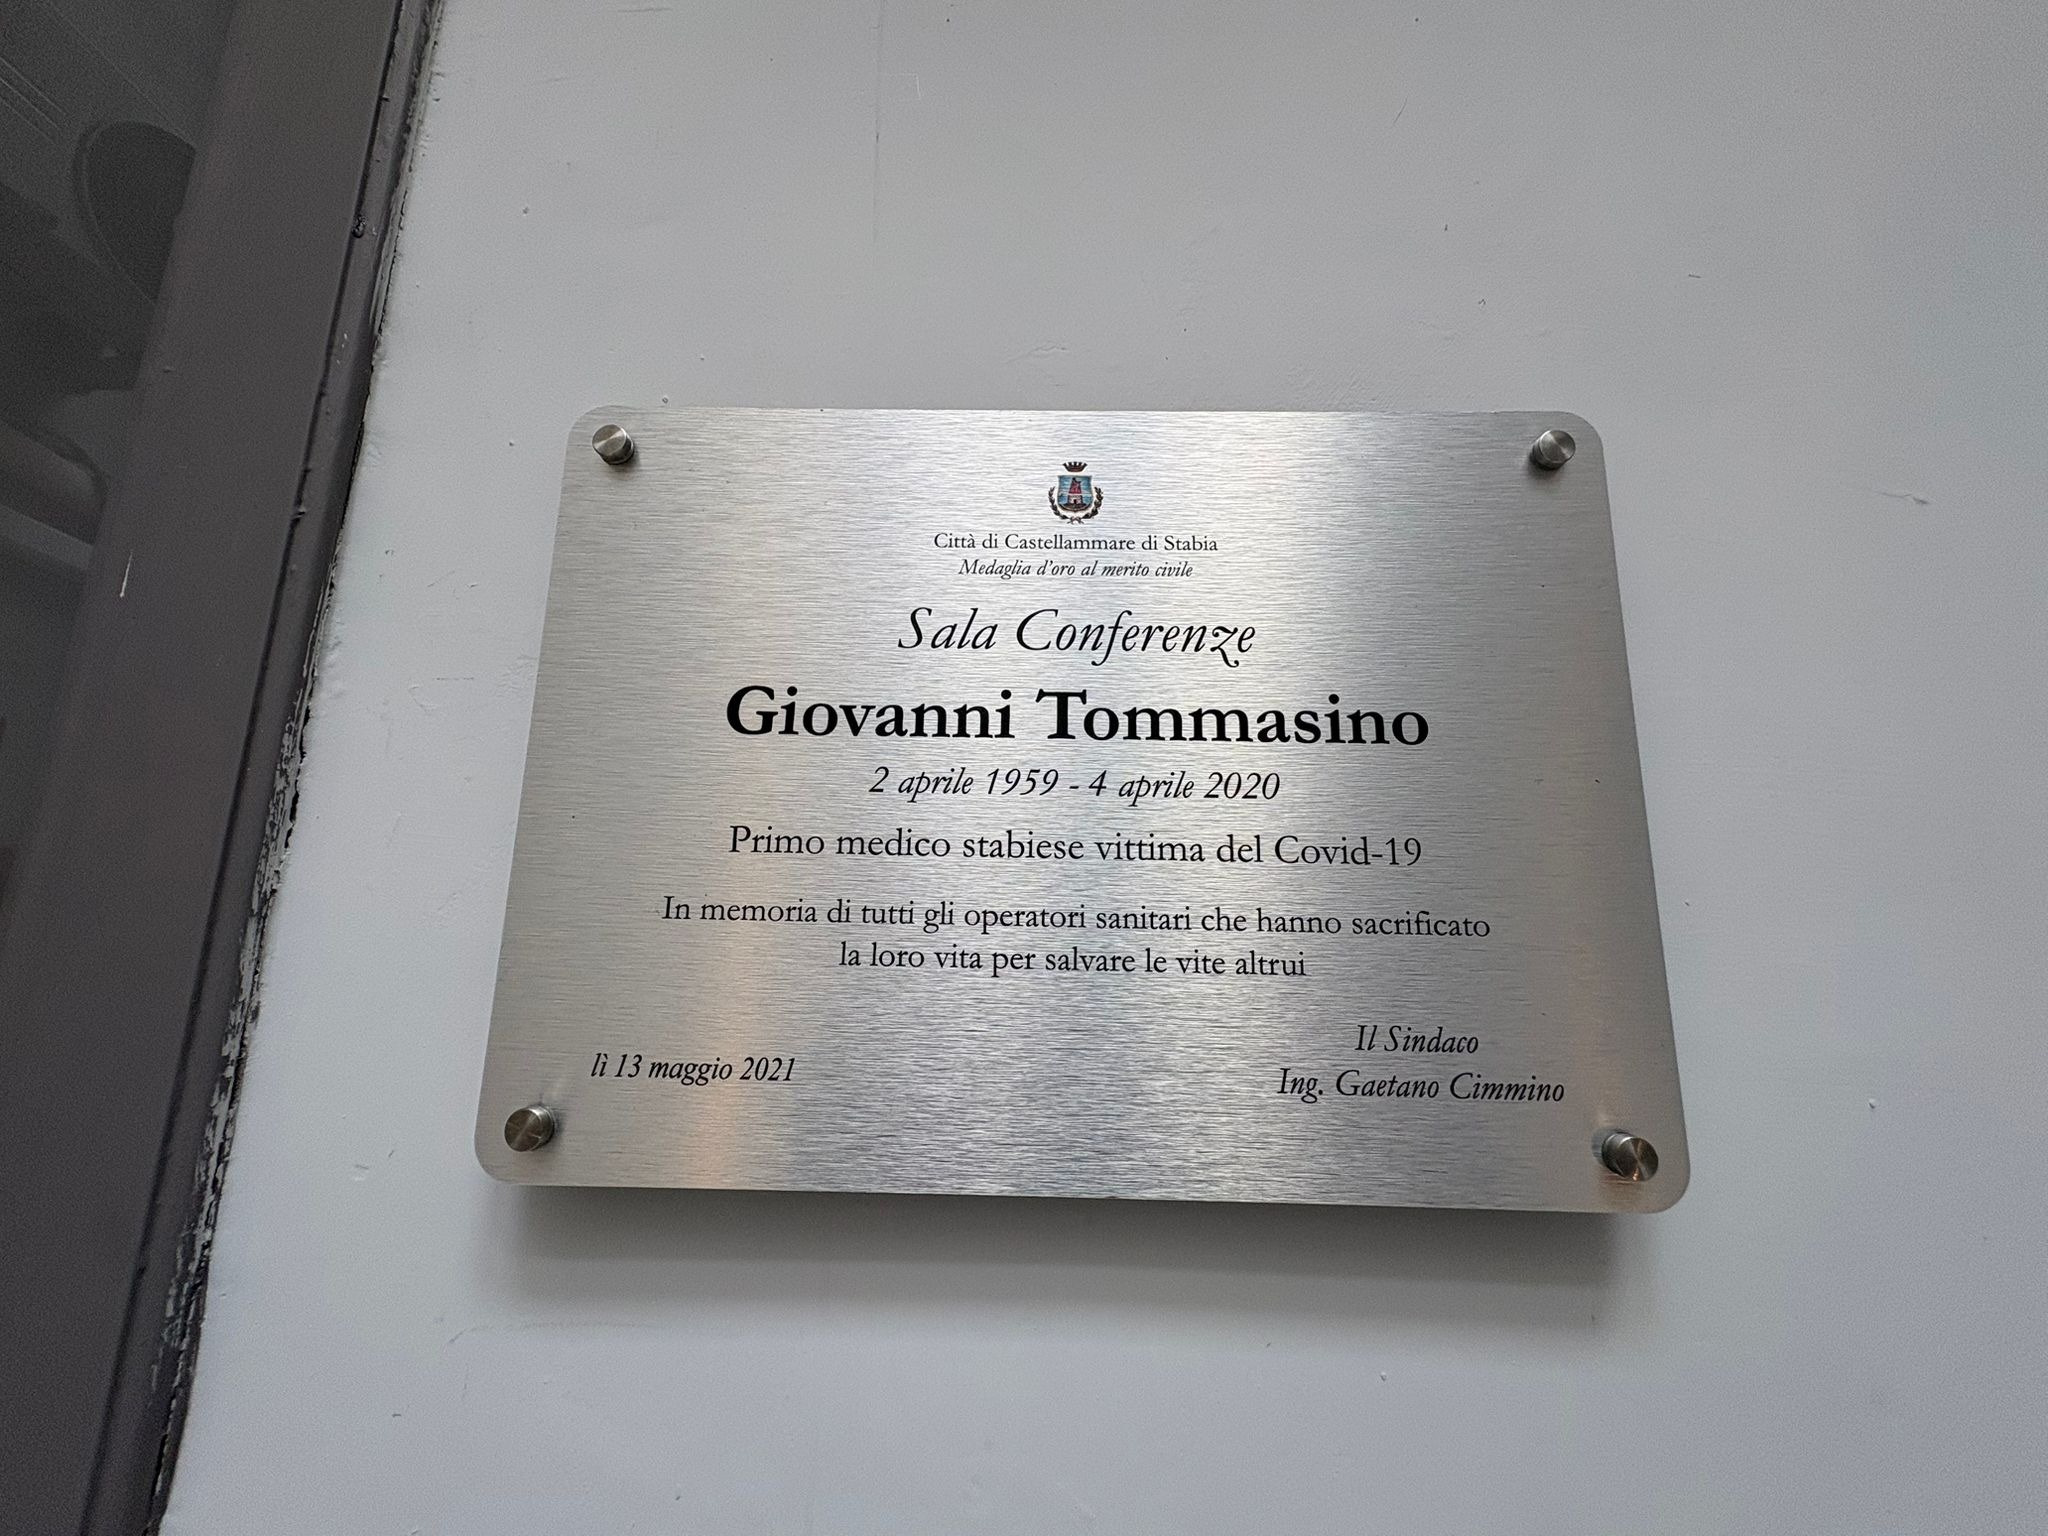 Città di Castellammare di Stabia
Medaglia d'oro al merito civile
Sala Conferenze
Giovanni Tommasino
2 aprile 1959 - 4 aprile 2020
Primo medico stabiese vittima del Covid-19
In memoria di tutti gli operatori sanitari che hanno sacrificato
la loro vita per salvare le vite altrui
lì 13 maggio 2021
Il Sindaco
Ing. Gaetano Cimmino